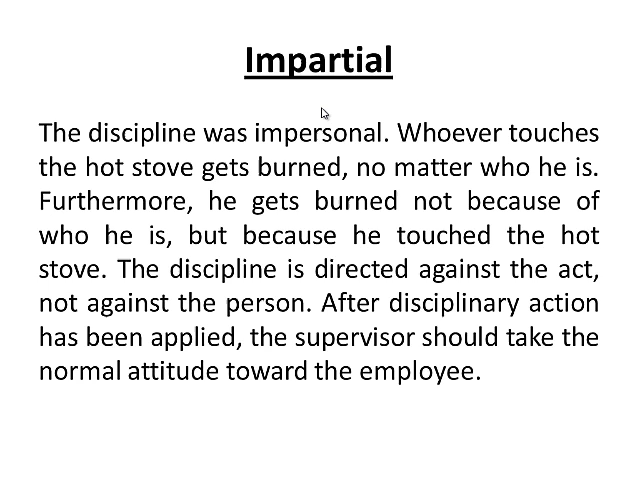 Impartial
The discipline was impersonal. Whoever touches
the hot stove gets burned, no matter who he is.
Furthermore, he gets burned not because of
who he is, but because he touched the hot
stove. The discipline is directed against the act,
not against the person. After disciplinary action
has been applied, the supervisor should take the
normal attitude toward the employee.